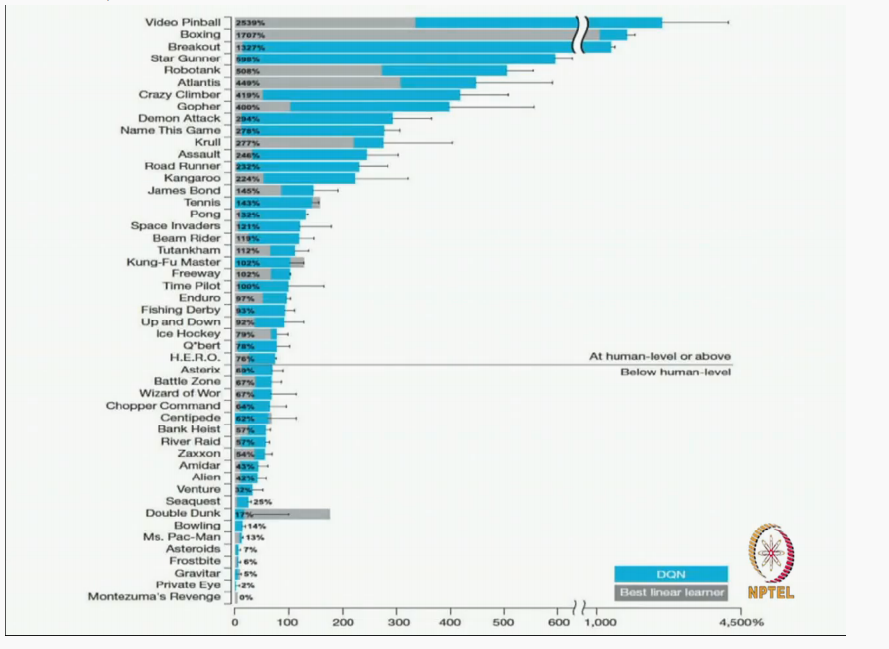 Video Pinball 2539%
Boxing 1707%
Breakout 1327%
Star Gunner 598%
Robotank 508%
Atlantis 449%
Crazy Climber 419%
Gopher 400%
Demon Attack 294%
Name This Game 278%
Krull 277%
Assault 246%
Road Runner 232%
Kangaroo 224%
James Bond 145%
Tennis 143%
Pong 132%
Space Invaders 121%
Beam Rider 119%
Tutankham 112%
Kung-Fu Master 102%
Freeway 102%
Time Pilot 100%
Enduro 97%
Fishing Derby 93%
Up and Down 92%
Ice Hockey 79%
Q*bert 78%
H.E.R.O. 76%
At human-level or above
Asterix 69%
Below human-level
Battle Zone 67%
Wizard of Wor 67%
Chopper Command 64%
Centipede 62%
Bank Heist 57%
River Raid 57%
Zaxxon 54%
Amidar 43%
Alien 42%
Venture 32%
Seaquest 25%
Double Dunk 17%
Bowling 14%
Ms. Pac-Man 13%
Asteroids 7%
Frostbite 6%
Gravitar 5%
Private Eye 2%
Montezuma's Revenge 0%
DQN
Best linear learner
NPTEL
0 100 200 300 400 500 600 1,000 4,500%